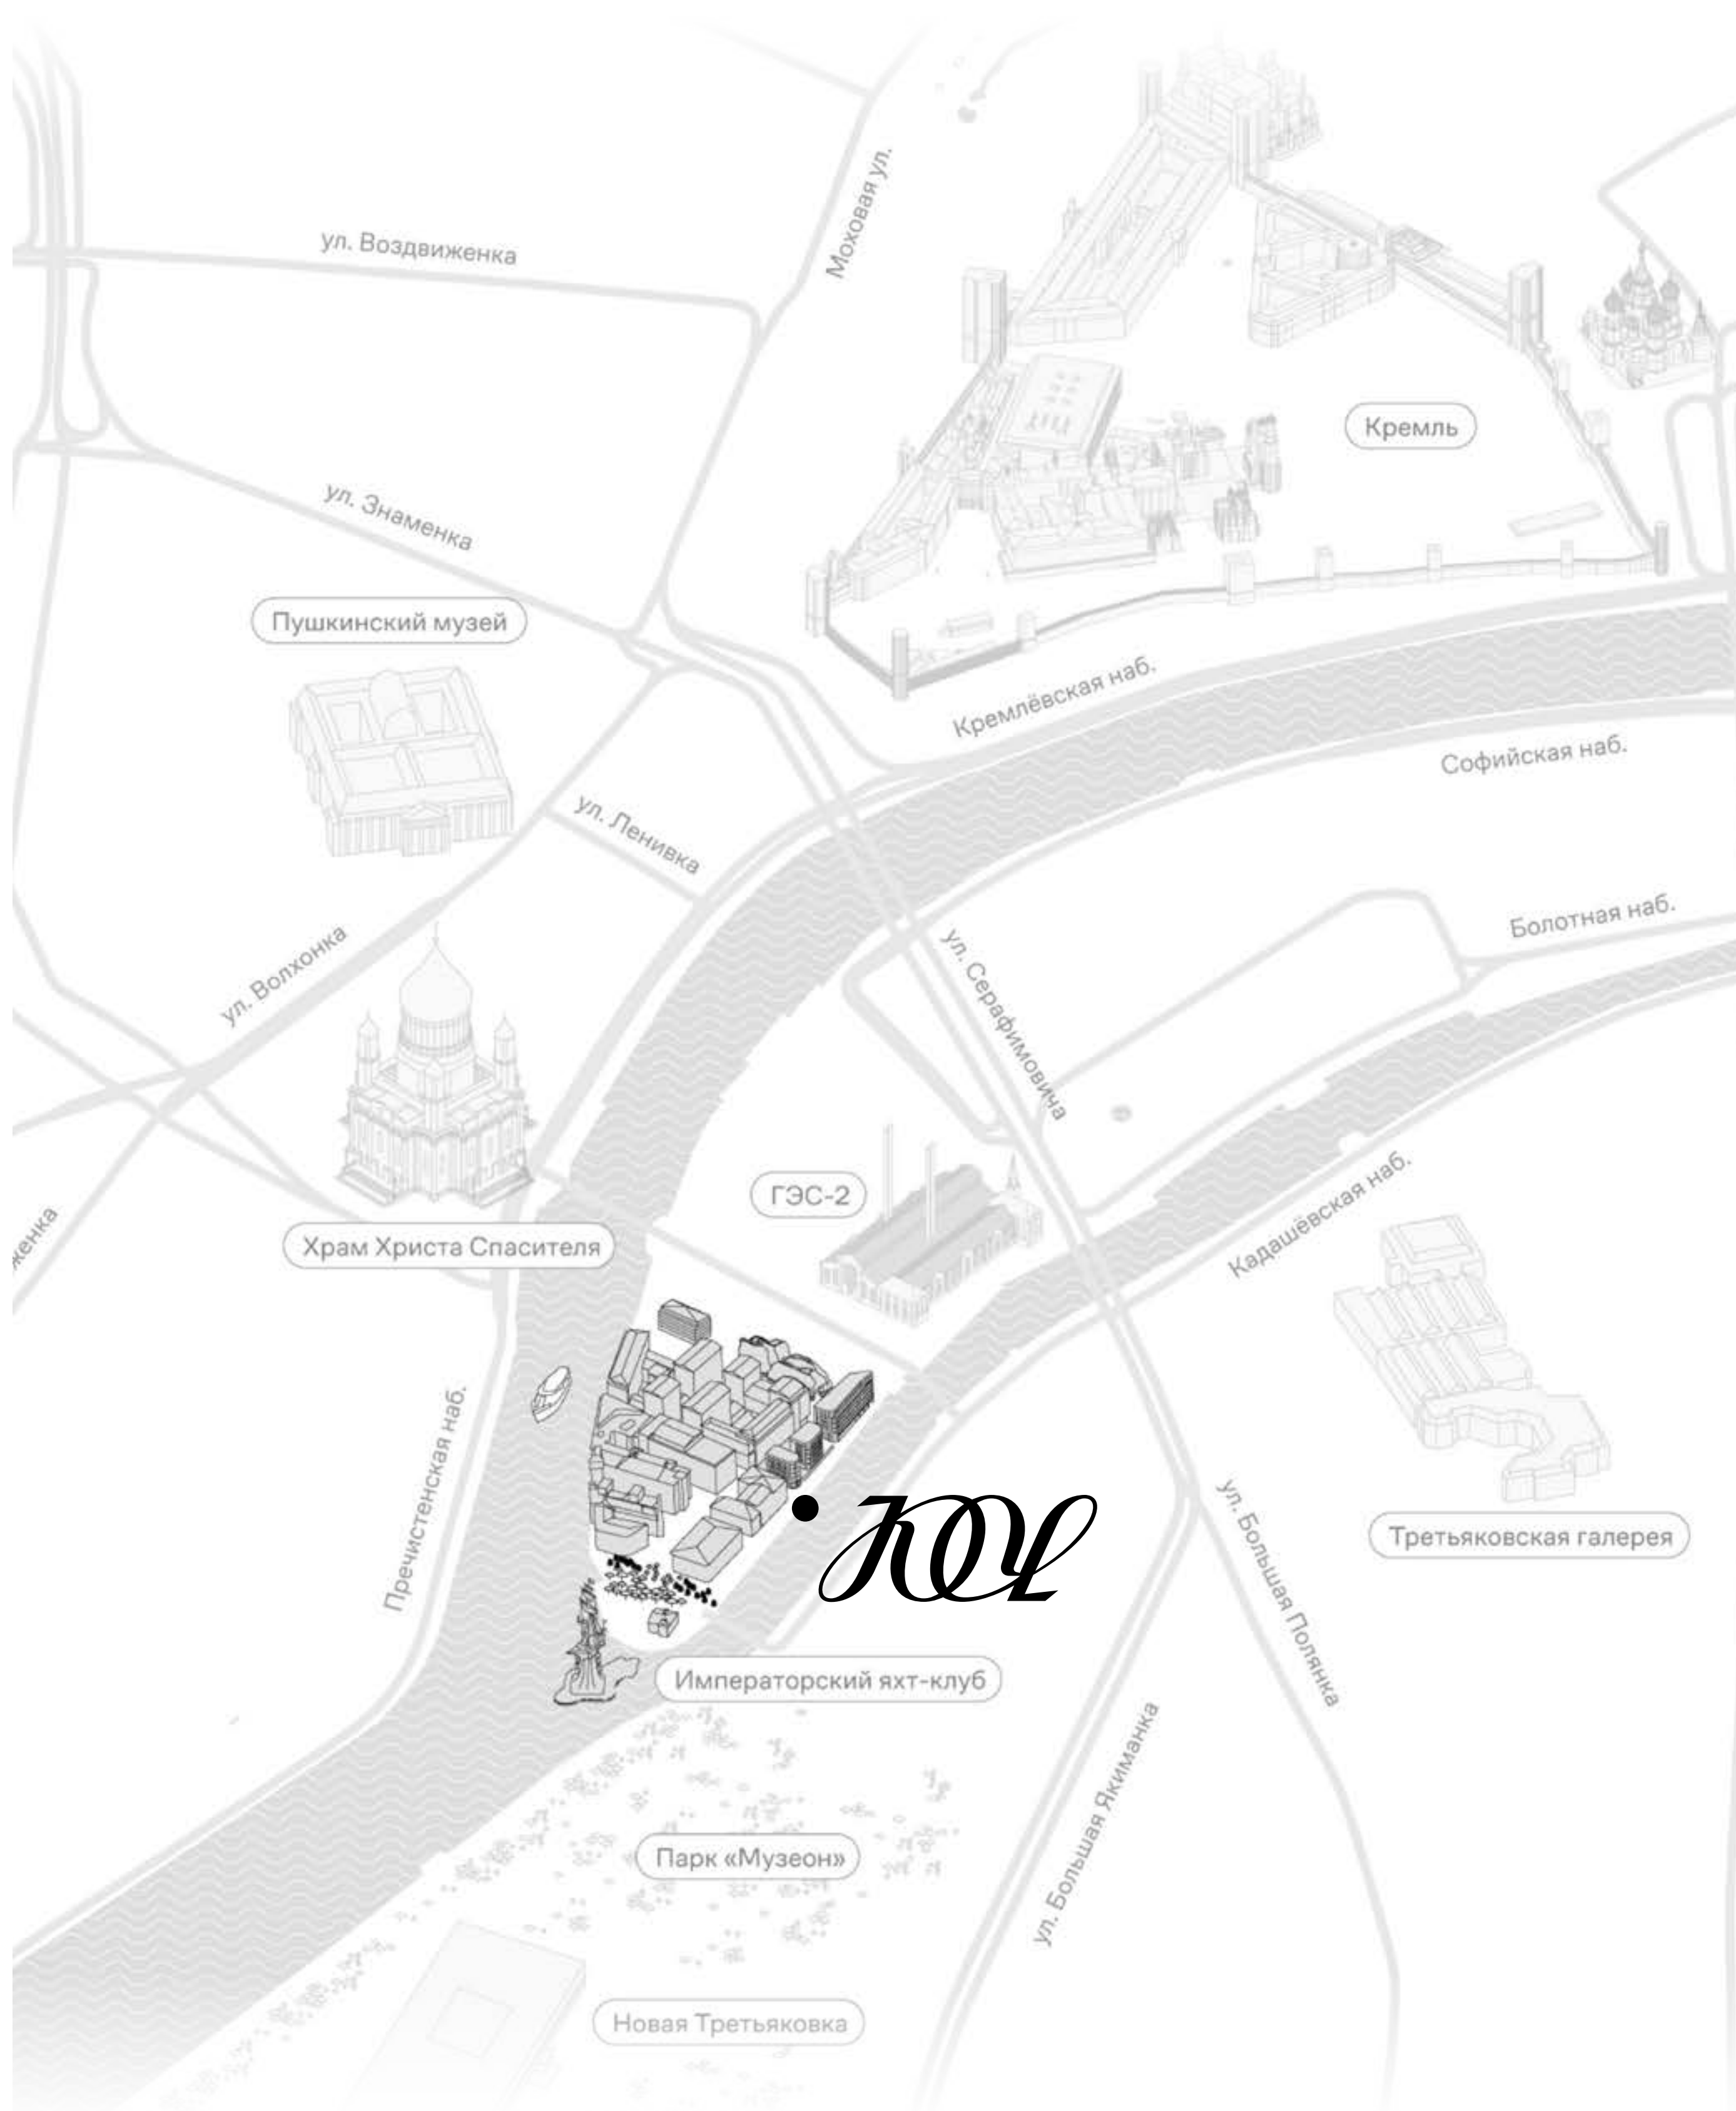 Моховая ул.
ул. Воздвиженка
Кремль
ул. Знаменка
Пушкинский музей
Кремлёвская наб.
Софийская наб.
ул. Ленивка
Болотная наб.
ул. Волхонка
ул. Серафимовича
ГЭС-2
Кадашёвская наб.
женка
Храм Христа Спасителя
Пречистенская наб.
ул. Большая Полянка
Третьяковская галерея
Императорский яхт-клуб
ул. Большая Якиманка
Парк «Музеон»
Новая Третьяковка